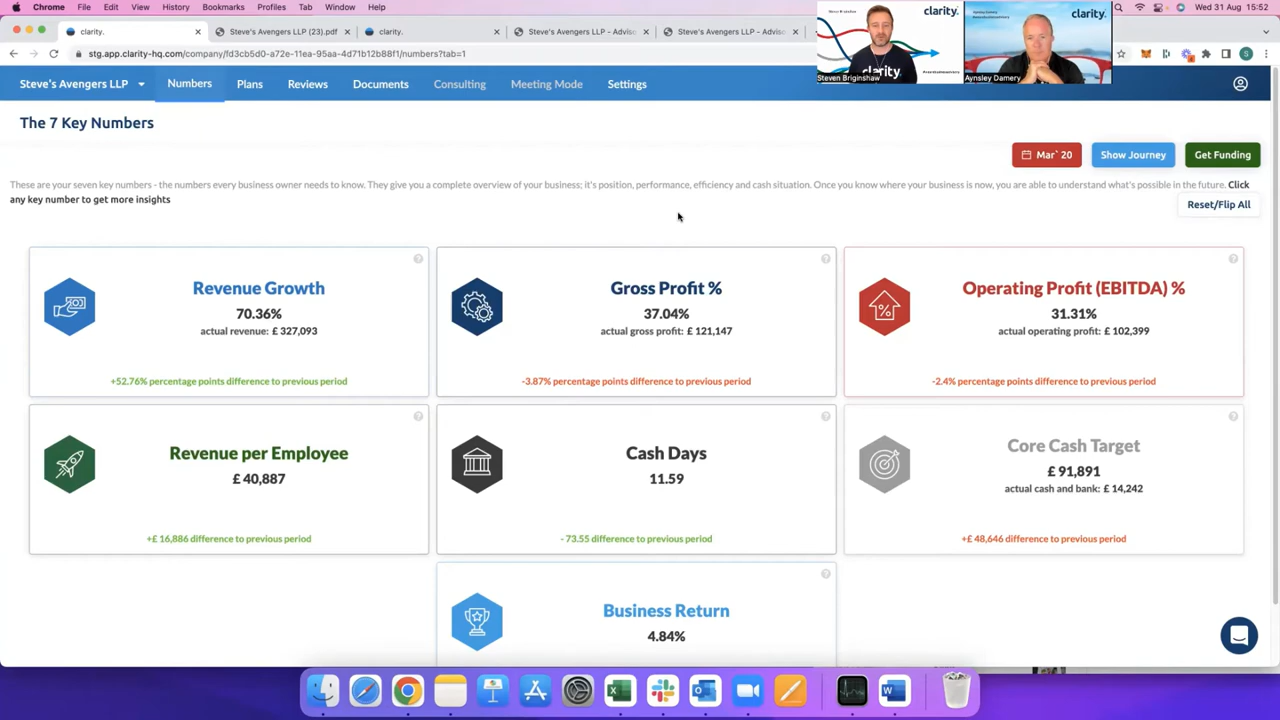 Chrome File Edit View History Bookmarks Profiles Tab Window Help
Wed 31 Aug 15:52
clarity.
Steve's Avengers LLP (23).pdf
clarity.
Steve's Avengers LLP - Advis
Steve's Avengers LLP - Adviso
stg.app.clarity-hq.com/company/fd3cb5d0-a72e-11ea-95aa-4d71b12b88f1/numbers?tab=1
clarity.
clarity.
clarity.
Steven Briginshaw
Aynsley Damery
Steve's Avengers LLP
Numbers
Plans
Reviews
Documents
Consulting
Meeting Mode
Settings
The 7 Key Numbers
Mar` 20
Show Journey
Get Funding
These are your seven key numbers - the numbers every business owner needs to know. They give you a complete overview of your business; it's position, performance, efficiency and cash situation. Once you know where your business is now, you are able to understand what's possible in the future. Click
any key number to get more insights
Reset/Flip All
Revenue Growth
70.36%
actual revenue: £ 327,093
+52.76% percentage points difference to previous period
Gross Profit %
37.04%
actual gross profit: £ 121,147
-3.87% percentage points difference to previous period
Operating Profit (EBITDA) %
31.31%
actual operating profit: £ 102,399
-2.4% percentage points difference to previous period
Revenue per Employee
£ 40,887
+£ 16,886 difference to previous period
Cash Days
11.59
- 73.55 difference to previous period
Core Cash Target
£ 91,891
actual cash and bank: £ 14,242
+£ 48,646 difference to previous period
Business Return
4.84%